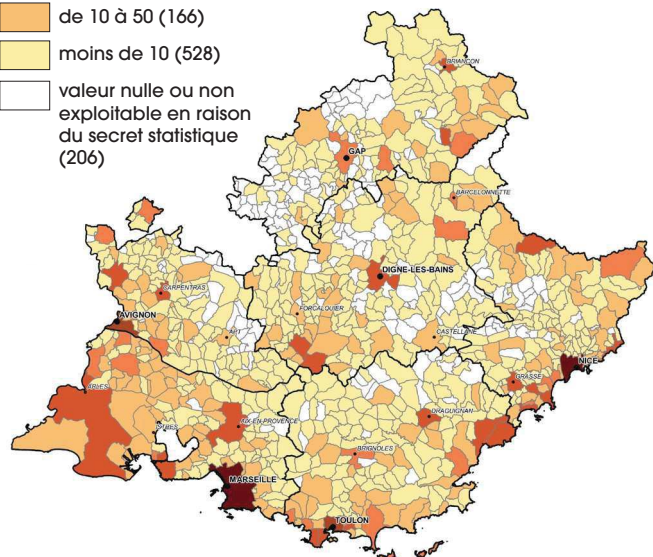 de 10 à 50 (166)
moins de 10 (528)
valeur nulle ou non
exploitable en raison
du secret statistique
(206)
BRIANÇON
GAP
BARCELONNETTE
DIGNE-LES-BAINS
CARPENTRAS
FORCALQUIER
AVIGNON
APT
CASTELLANE
NICE
GRASSE
ARLES
DRAGUIGNAN
ISTRES
AIX-EN-PROVENCE
BRIGNOLES
MARSEILLE
TOULON